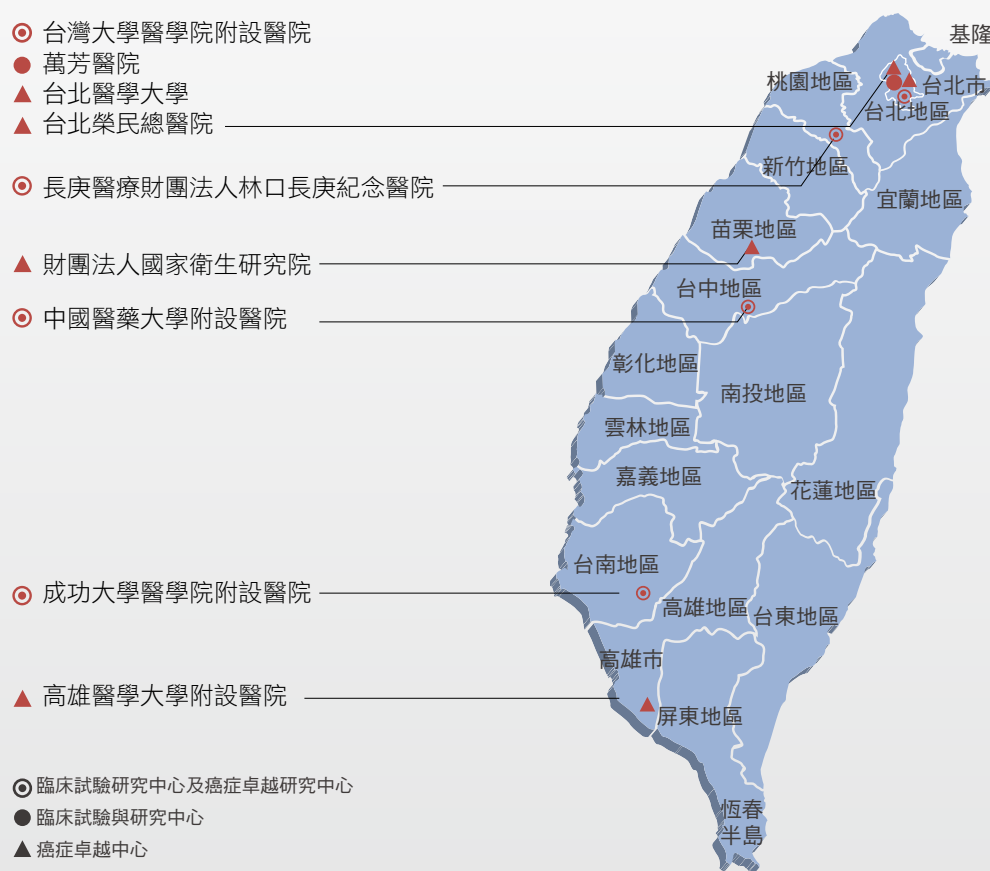 台灣大學醫學院附設醫院
萬芳醫院
台北醫學大學
台北榮民總醫院
長庚醫療財團法人林口長庚紀念醫院
財團法人國家衛生研究院
中國醫藥大學附設醫院
成功大學醫學院附設醫院
高雄醫學大學附設醫院
臨床試驗研究中心及癌症卓越研究中心
臨床試驗與研究中心
癌症卓越中心
基隆
桃園地區
台北市
台北地區
新竹地區
宜蘭地區
苗栗地區
台中地區
彰化地區
南投地區
雲林地區
嘉義地區
花蓮地區
台南地區
高雄地區
台東地區
高雄市
屏東地區
恆春
半島